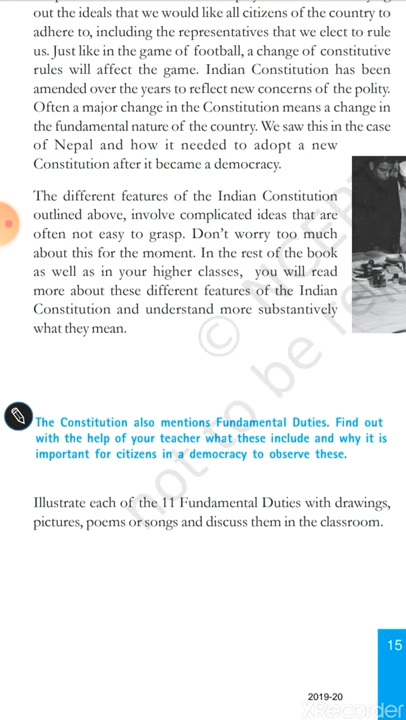 out the ideals that we would like all citizens of the country to
adhere to, including the representatives that we elect to rule
us. Just like in the game of football, a change of constitutive
rules will affect the game. Indian Constitution has been
amended over the years to reflect new concerns of the polity.
Often a major change in the Constitution means a change in
the fundamental nature of the country. We saw this in the case
of Nepal and how it needed to adopt a new
Constitution after it became a democracy.
The different features of the Indian Constitution
outlined above, involve complicated ideas that are
often not easy to grasp. Don't worry too much
about this for the moment. In the rest of the book
as well as in your higher classes, you will read
more about these different features of the Indian
Constitution and understand more substantively
what they mean.
© NCERT
not to be
The Constitution also mentions Fundamental Duties. Find out
with the help of your teacher what these include and why it is
important for citizens in a democracy to observe these.
Illustrate each of the 11 Fundamental Duties with drawings,
pictures, poems or songs and discuss them in the classroom.
15
2019-20
XRecorder